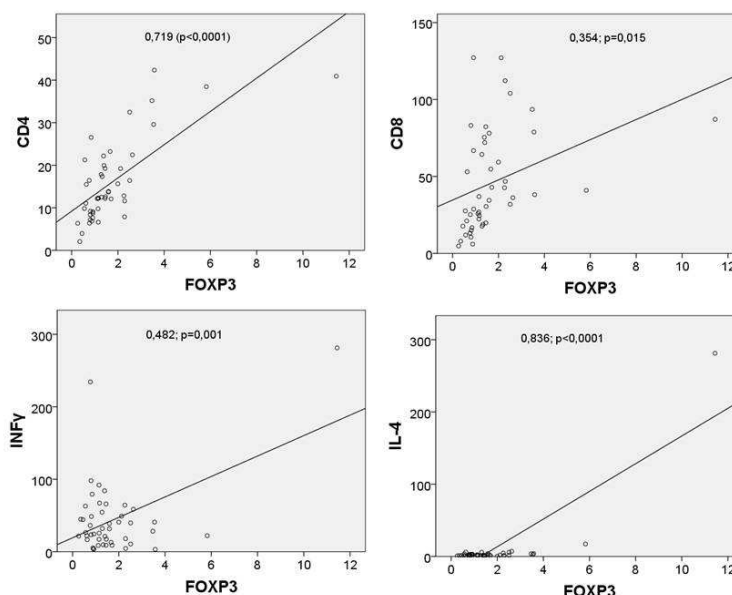 0,719 (p<0,0001)
CD4
50
40
30
20
10
0
0 2 4 6 8 10 12
FOXP3
0,354; p=0,015
CD8
150
100
50
0
0 2 4 6 8 10 12
FOXP3
0,482; p=0,001
INFγ
300
200
100
0
0 2 4 6 8 10 12
FOXP3
0,836; p<0,0001
IL-4
400
300
200
100
0
0 2 4 6 8 10 12
FOXP3